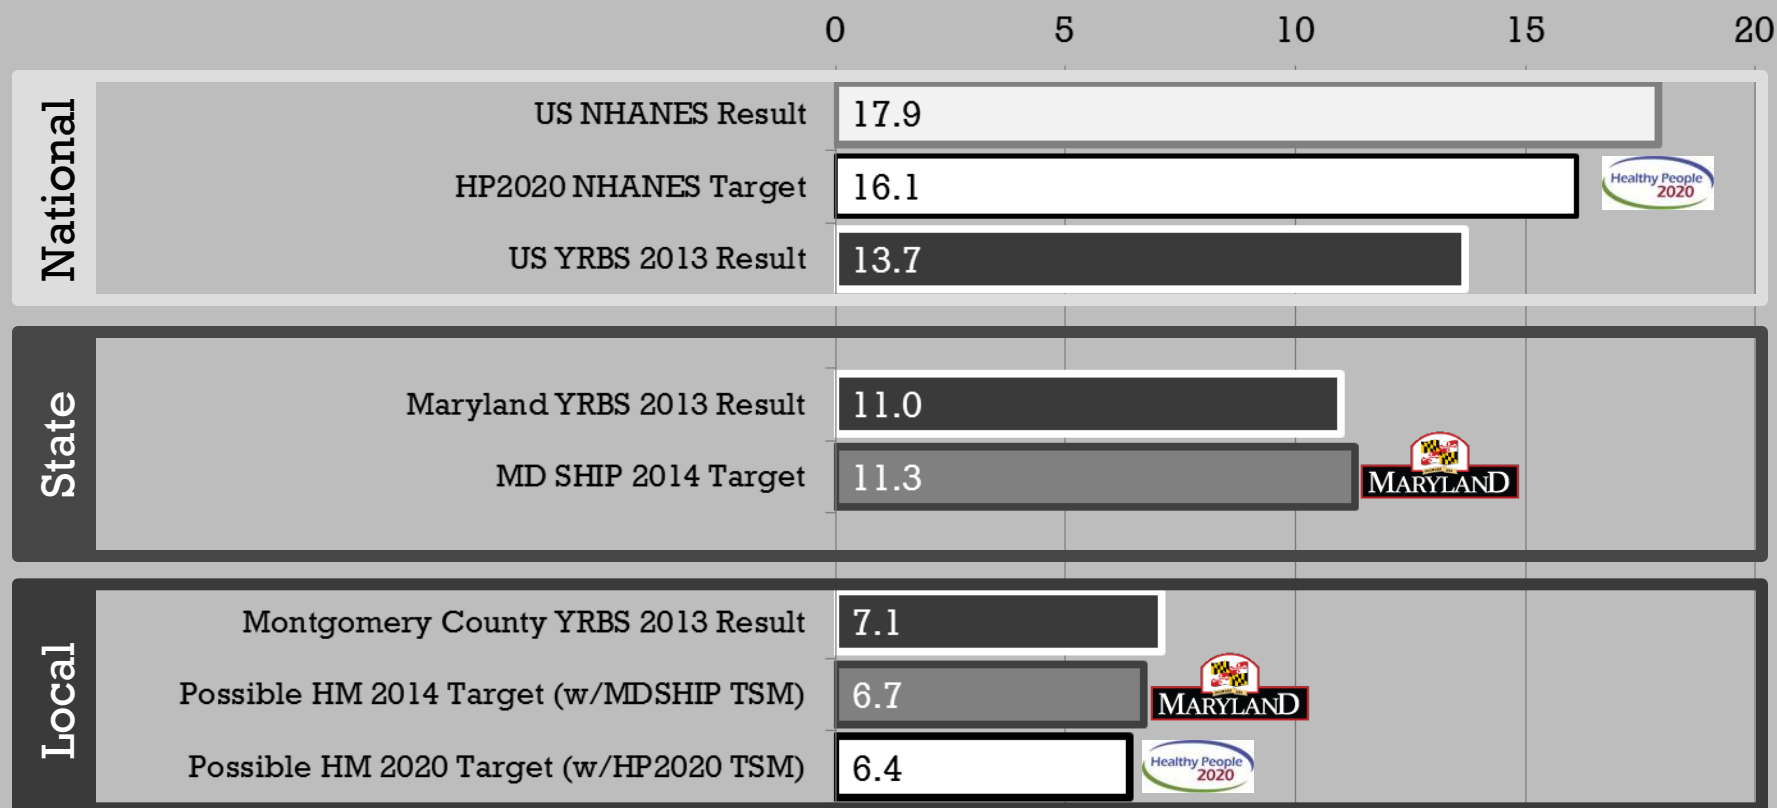 0 5 10 15 20
National
US NHANES Result 17.9
HP2020 NHANES Target 16.1
Healthy People
2020
US YRBS 2013 Result 13.7
State
Maryland YRBS 2013 Result 11.0
MD SHIP 2014 Target 11.3
MARYLAND
Local
Montgomery County YRBS 2013 Result 7.1
Possible HM 2014 Target (w/MDSHIP TSM) 6.7
MARYLAND
Possible HM 2020 Target (w/HP2020 TSM) 6.4
Healthy People
2020